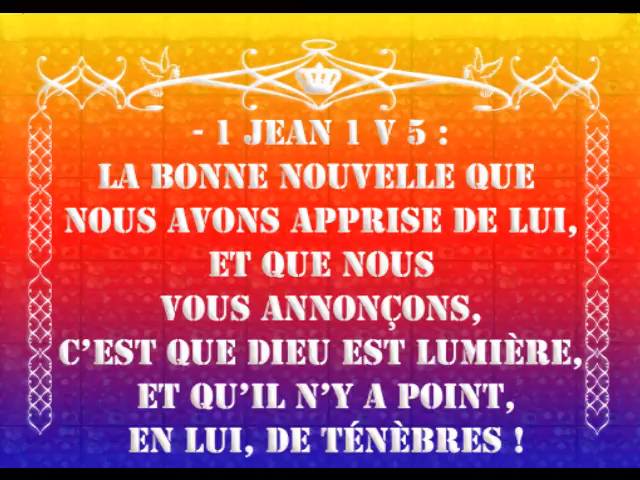 - 1 JEAN 1 V 5 :
LA BONNE NOUVELLE QUE
NOUS AVONS APPRISE DE LUI,
ET QUE NOUS
VOUS ANNONÇONS,
C’EST QUE DIEU EST LUMIÈRE,
ET QU’IL N’Y A POINT,
EN LUI, DE TÉNÈBRES !